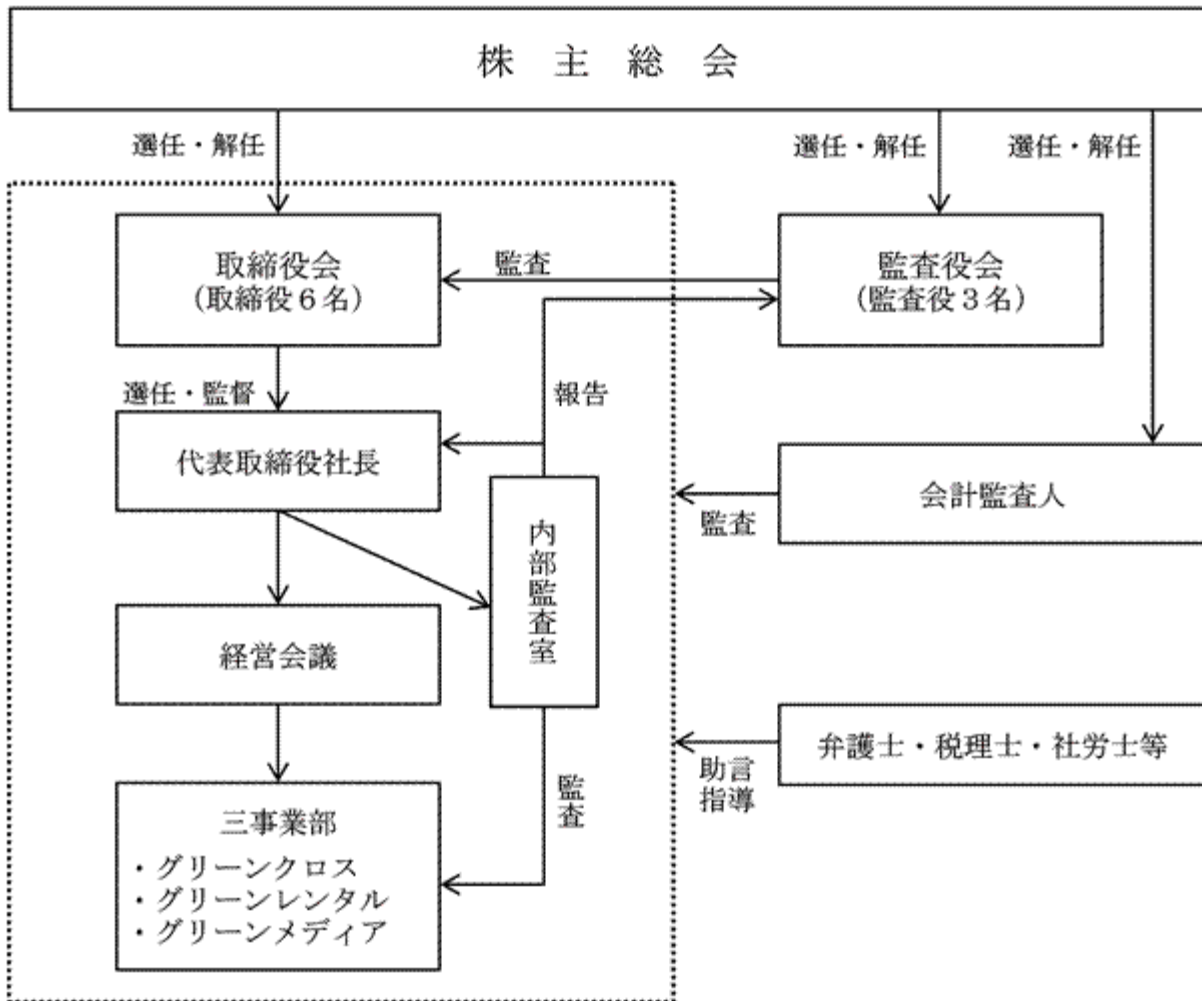 株主総会
選任・解任
選任・解任
選任・解任
取締役会
(取締役6名)
監査
監査役会
(監査役3名)
選任・監督
報告
代表取締役社長
内部監査室
会計監査人
監査
経営会議
弁護士・税理士・社労士等
助言
指導
監査
三事業部
・グリーンクロス
・グリーンレンタル
・グリーンメディア